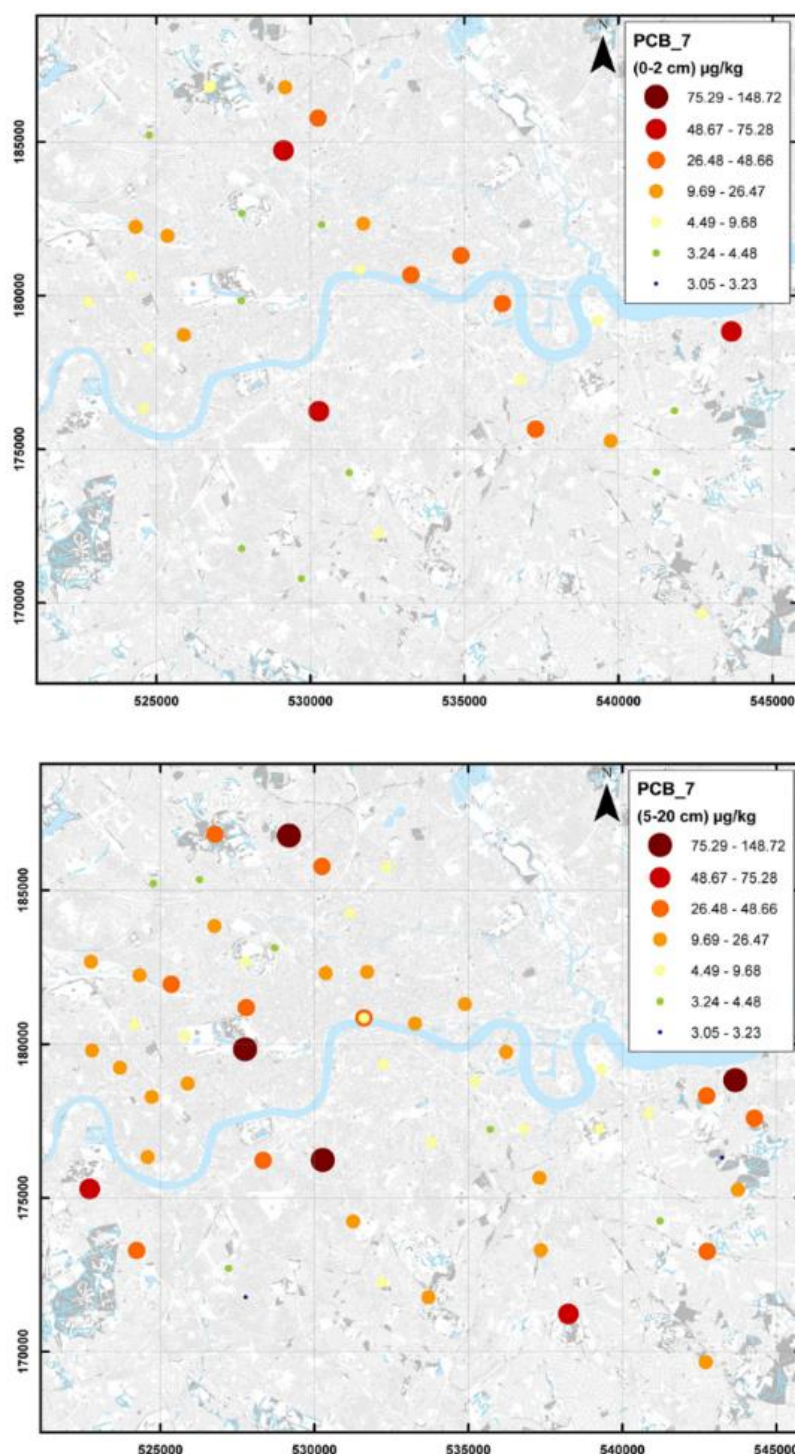 N
PCB_7
(0-2 cm) µg/kg
75.29 - 148.72
48.67 - 75.28
26.48 - 48.66
9.69 - 26.47
4.49 - 9.68
3.24 - 4.48
3.05 - 3.23
185000
180000
175000
170000
525000 530000 535000 540000 545000
N
PCB_7
(5-20 cm) µg/kg
75.29 - 148.72
48.67 - 75.28
26.48 - 48.66
9.69 - 26.47
4.49 - 9.68
3.24 - 4.48
3.05 - 3.23
185000
180000
175000
170000
525000 530000 535000 540000 545000